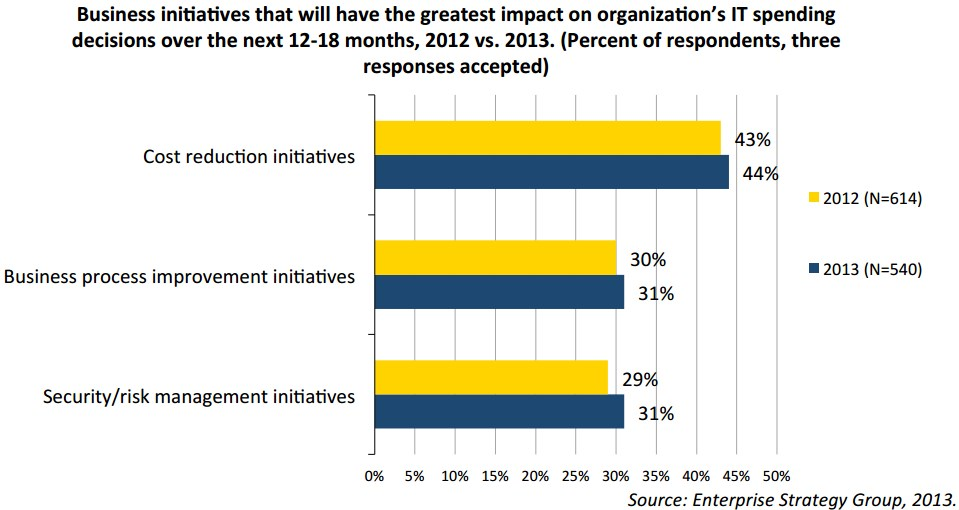 Business initiatives that will have the greatest impact on organization's IT spending
decisions over the next 12-18 months, 2012 vs. 2013. (Percent of respondents, three
responses accepted)
Cost reduction initiatives
43%
44%
2012 (N=614)
Business process improvement initiatives
30%
31%
2013 (N=540)
Security/risk management initiatives
29%
31%
0% 5% 10% 15% 20% 25% 30% 35% 40% 45% 50%
Source: Enterprise Strategy Group, 2013.